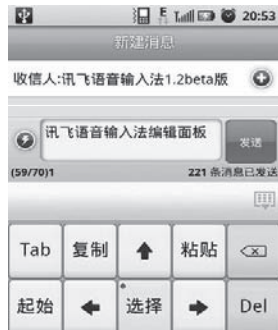 20:53
新建消息
收信人:讯飞语音输入法1.2beta版
讯飞语音输入法编辑面板
发送
(59/70)1
221 条消息已发送
Tab 复制 粘贴
起始 选择 Del